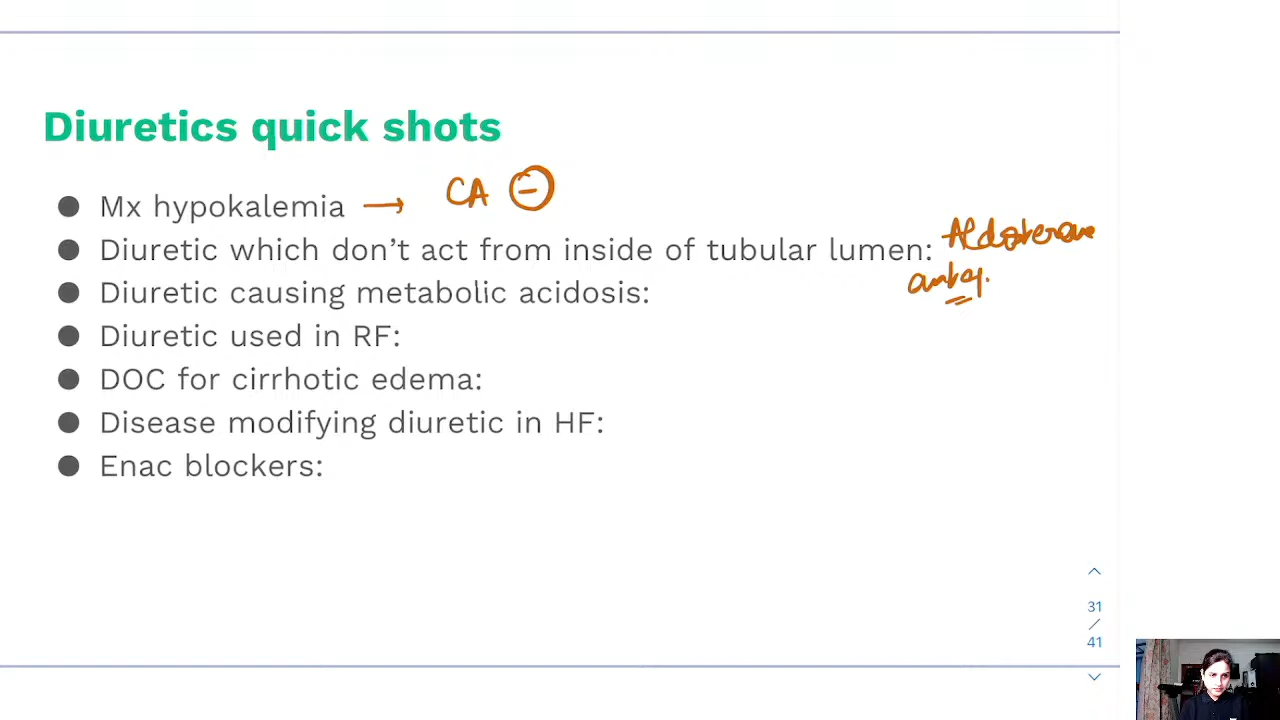 Diuretics quick shots
● Mx hypokalemia → CA ⊖
● Diuretic which don’t act from inside of tubular lumen: Aldosterone
antag.
● Diuretic causing metabolic acidosis:
● Diuretic used in RF:
● DOC for cirrhotic edema:
● Disease modifying diuretic in HF:
● Enac blockers:
31
/
41